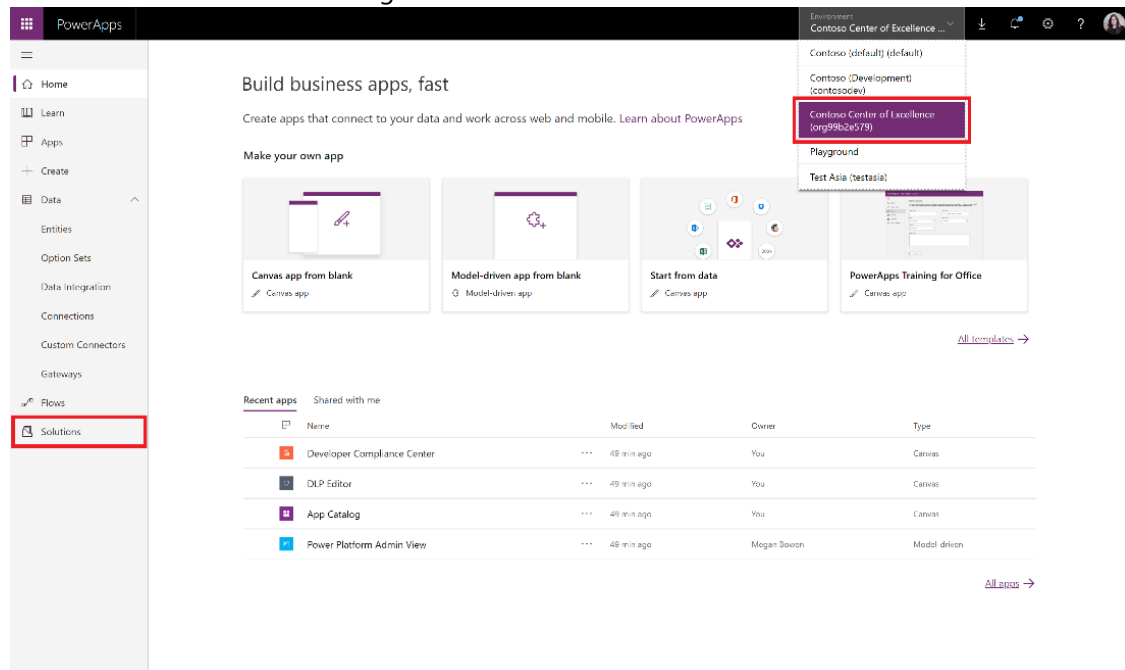 PowerApps
Environment
Contoso Center of Excellence ...
?
Contoso (default) (default)
Contoso (Development)
(contosodev)
Contoso Center of Excellence
(org99b2e579)
Playground
Test Asia (testasia)
Home
Learn
Apps
Create
Data
Entities
Option Sets
Data Integration
Connections
Custom Connectors
Gateways
Flows
Solutions
Build business apps, fast
Create apps that connect to your data and work across web and mobile. Learn about PowerApps
Make your own app
Canvas app from blank
Canvas app
Model-driven app from blank
Model-driven app
Start from data
Canvas app
PowerApps Training for Office
Canvas app
All templates →
Recent apps Shared with me
Name Modified Owner Type
Developer Compliance Center ... 49 min ago You Canvas
DLP Editor ... 49 min ago You Canvas
App Catalog ... 49 min ago You Canvas
Power Platform Admin View ... 49 min ago Megan Bowen Model-driven
All apps →